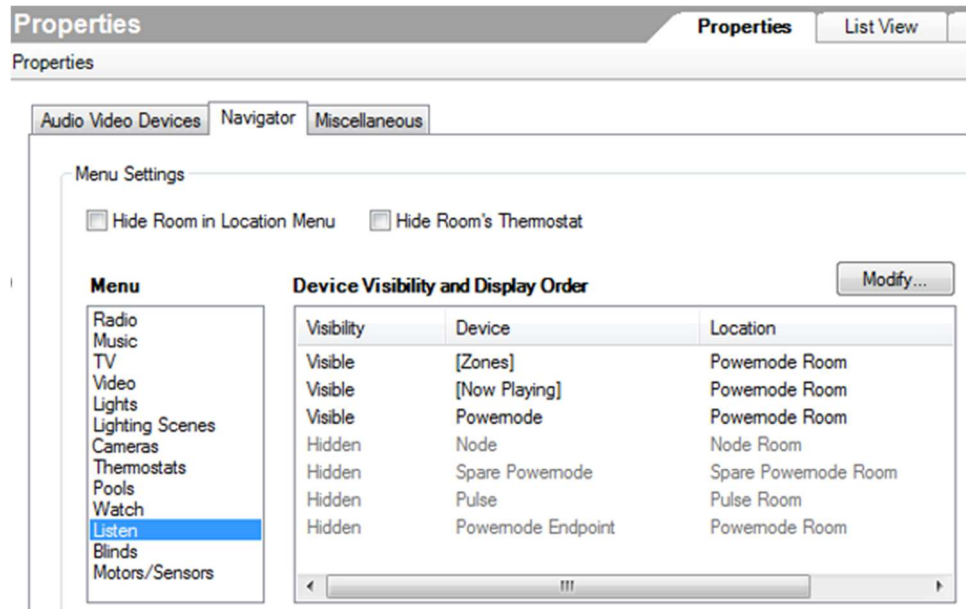 Properties
Properties
List View
Properties
Audio Video Devices
Navigator
Miscellaneous
Menu Settings
Hide Room in Location Menu
Hide Room's Thermostat
Menu
Device Visibility and Display Order
Modify...
Radio
Music
TV
Video
Lights
Lighting Scenes
Cameras
Thermostats
Pools
Watch
Listen
Blinds
Motors/Sensors
Visibility Device Location
Visible [Zones] Powernode Room
Visible [Now Playing] Powernode Room
Visible Powernode Powernode Room
Hidden Node Node Room
Hidden Spare Powernode Spare Powernode Room
Hidden Pulse Pulse Room
Hidden Powernode Endpoint Powernode Room